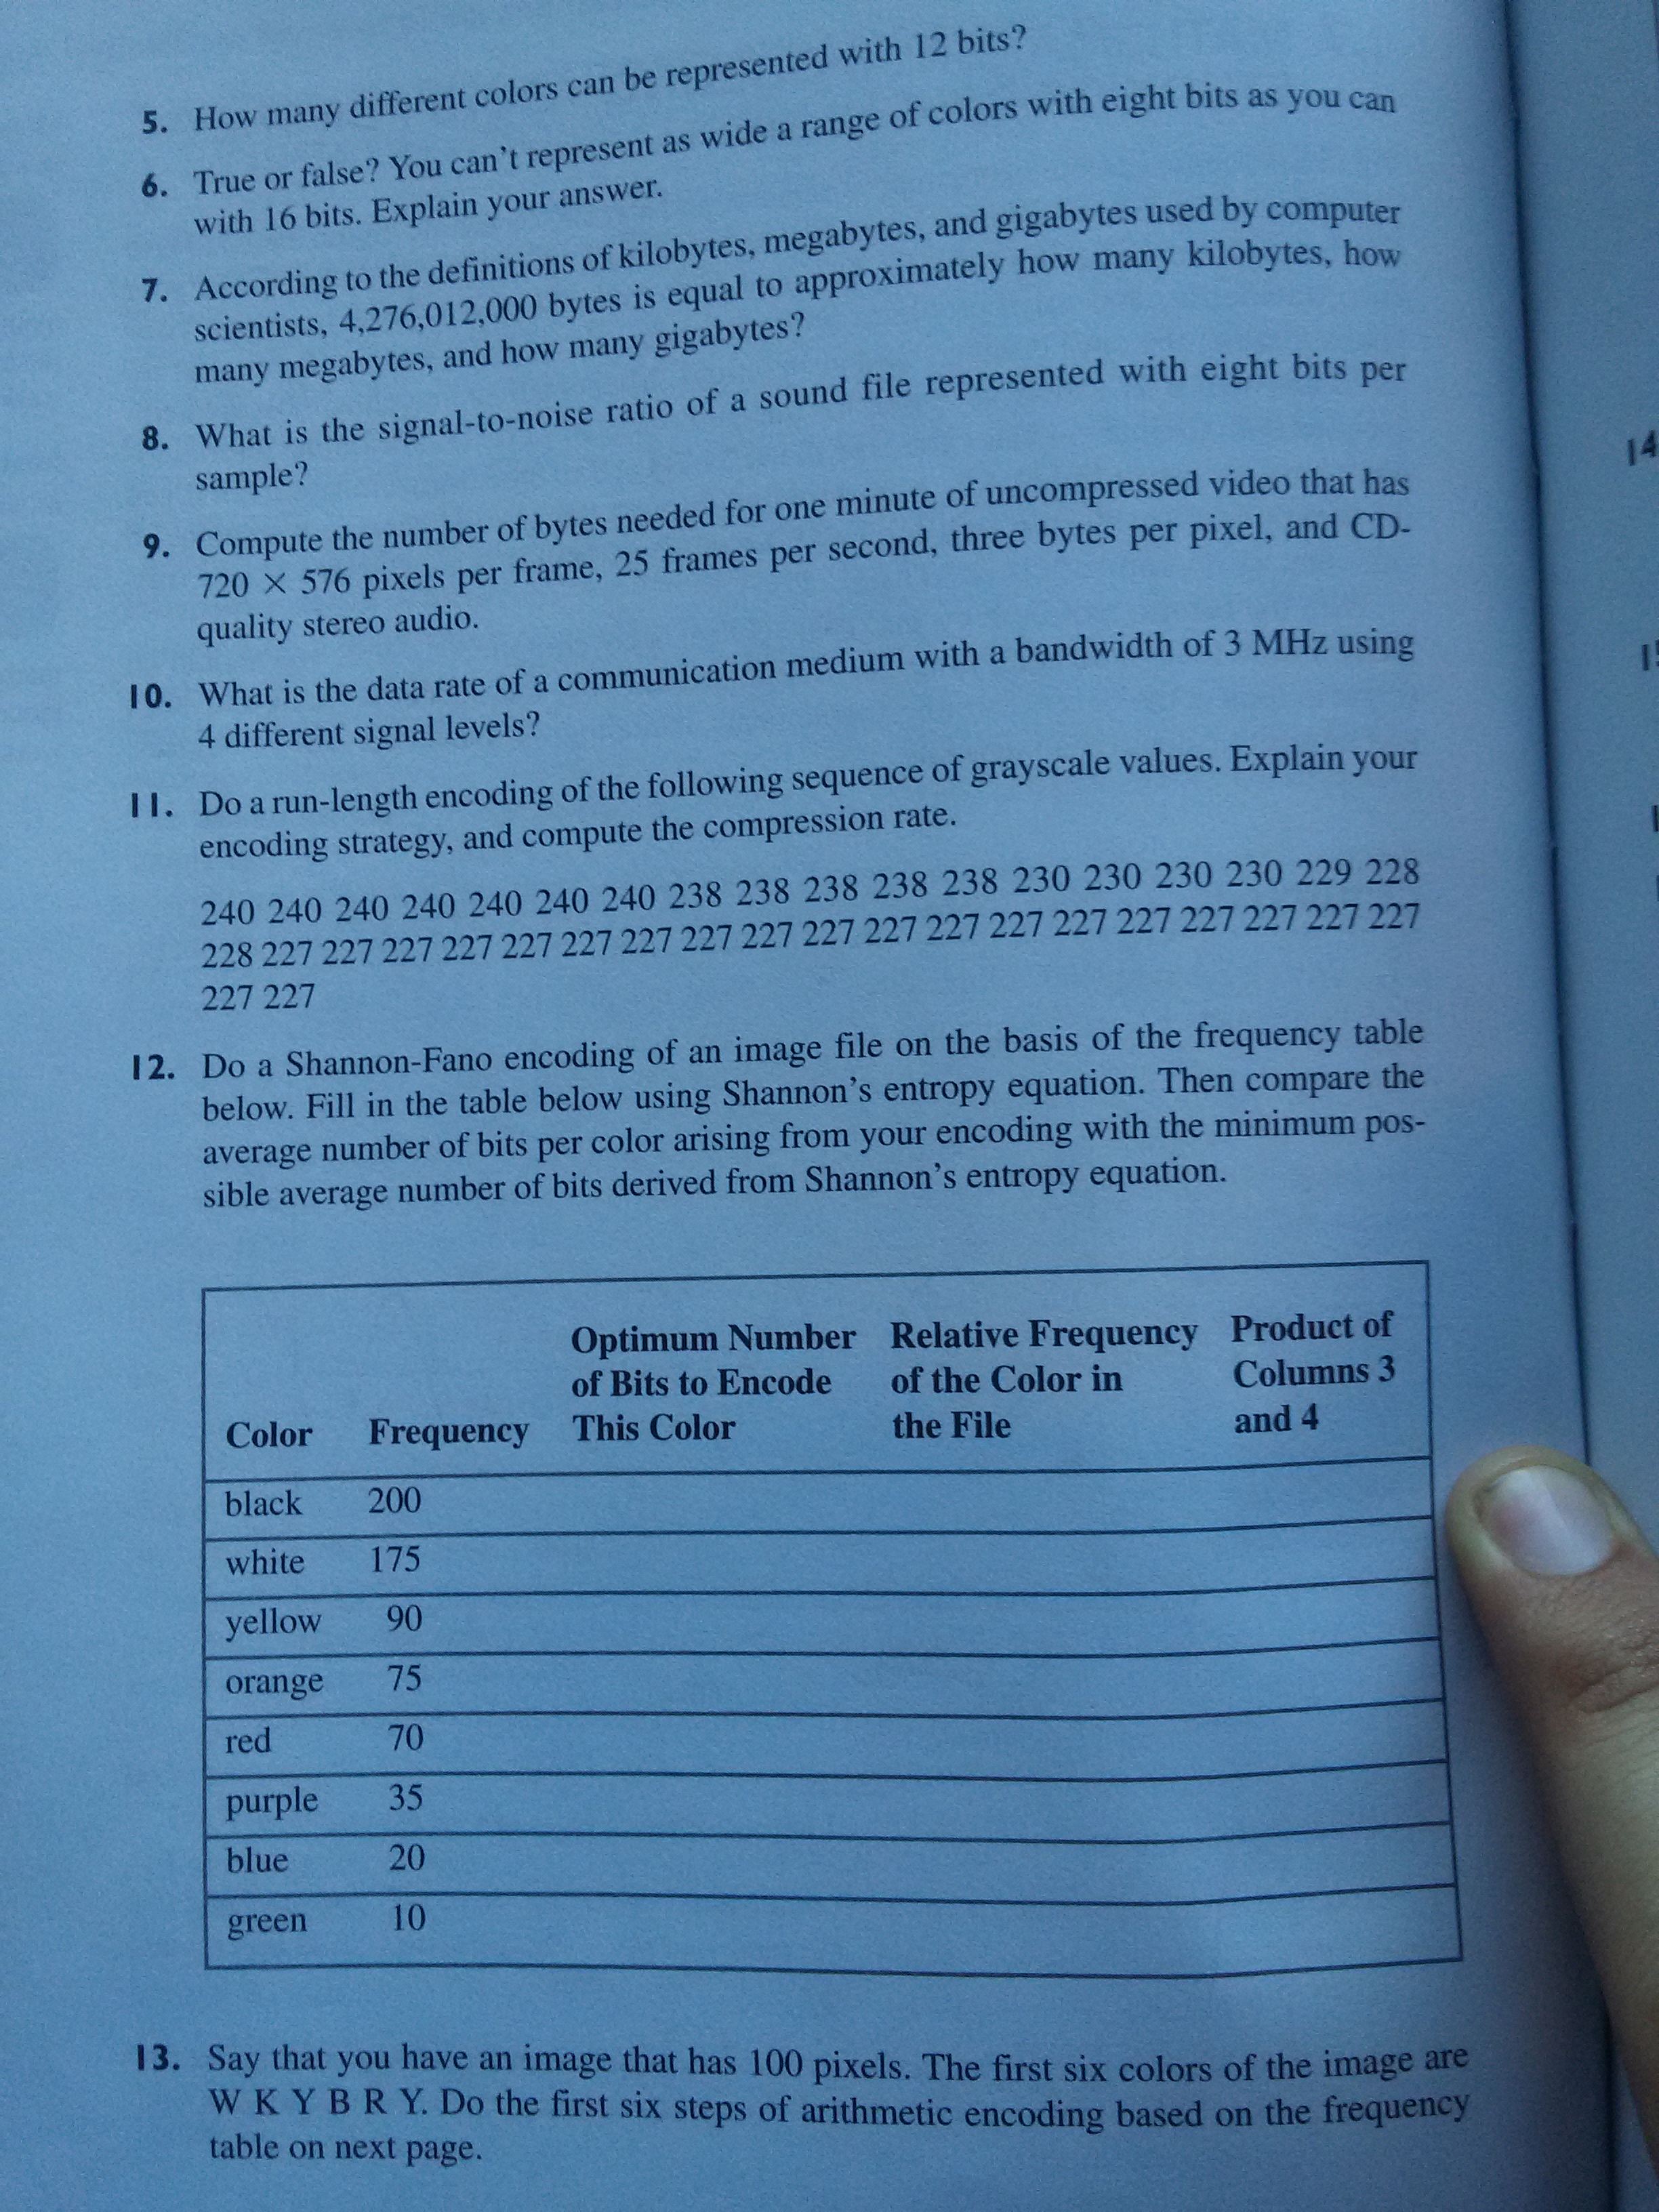 5. How many different colors can be represented with 12 bits?
6. True or false? You can't represent as wide a range of colors with eight bits as you can
with 16 bits. Explain your answer.
7. According to the definitions of kilobytes, megabytes, and gigabytes used by computer
scientists, 4,276,012,000 bytes is equal to approximately how many kilobytes, how
many megabytes, and how many gigabytes?
8. What is the signal-to-noise ratio of a sound file represented with eight bits per
sample?
9. Compute the number of bytes needed for one minute of uncompressed video that has
720 × 576 pixels per frame, 25 frames per second, three bytes per pixel, and CD-
quality stereo audio.
10. What is the data rate of a communication medium with a bandwidth of 3 MHz using
4 different signal levels?
11. Do a run-length encoding of the following sequence of grayscale values. Explain your
encoding strategy, and compute the compression rate.
240 240 240 240 240 240 240 238 238 238 238 238 230 230 230 230 229 228
228 227 227 227 227 227 227 227 227 227 227 227 227 227 227 227 227 227 227 227
227 227
12. Do a Shannon-Fano encoding of an image file on the basis of the frequency table
below. Fill in the table below using Shannon's entropy equation. Then compare the
average number of bits per color arising from your encoding with the minimum pos-
sible average number of bits derived from Shannon's entropy equation.
Optimum Number Relative Frequency Product of
of Bits to Encode of the Color in Columns 3
Color Frequency This Color the File and 4
black 200
white 175
yellow 90
orange 75
red 70
purple 35
blue 20
green 10
13. Say that you have an image that has 100 pixels. The first six colors of the image are
W K Y B R Y. Do the first six steps of arithmetic encoding based on the frequency
table on next page.
14